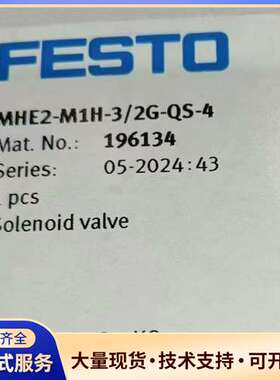 FESTO
MHE2-M1H-3/2G-QS-4
Mat. No.: 196134
Series: 05-2024:43
pcs
Solenoid valve
齐全
式服务
大量现货·技术支持·可开